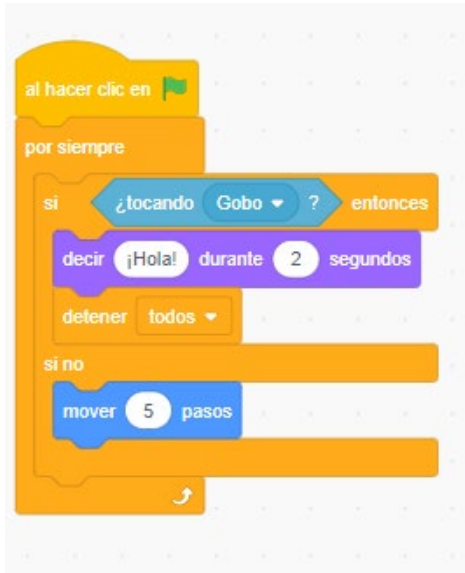 al hacer clic en
por siempre
si ¿tocando Gobo ? entonces
decir ¡Hola! durante 2 segundos
detener todos
si no
mover 5 pasos